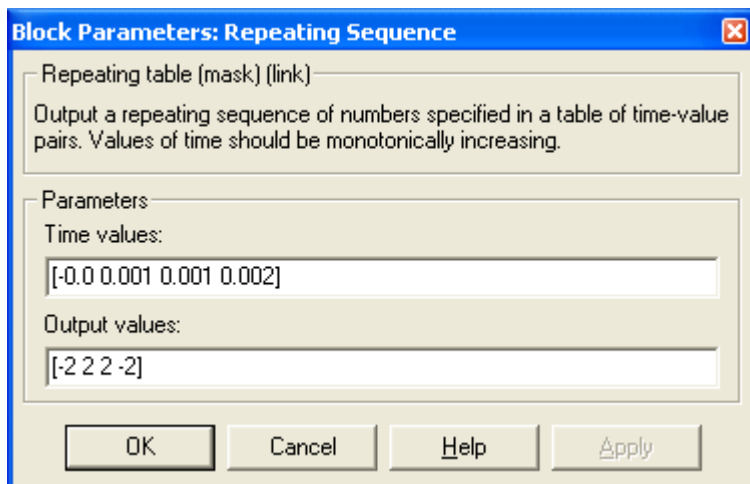 Block Parameters: Repeating Sequence
Repeating table (mask) (link)
Output a repeating sequence of numbers specified in a table of time-value
pairs. Values of time should be monotonically increasing.
Parameters
Time values:
[-0.0 0.001 0.001 0.002]
Output values:
[-2 2 2 -2]
OK Cancel Help Apply